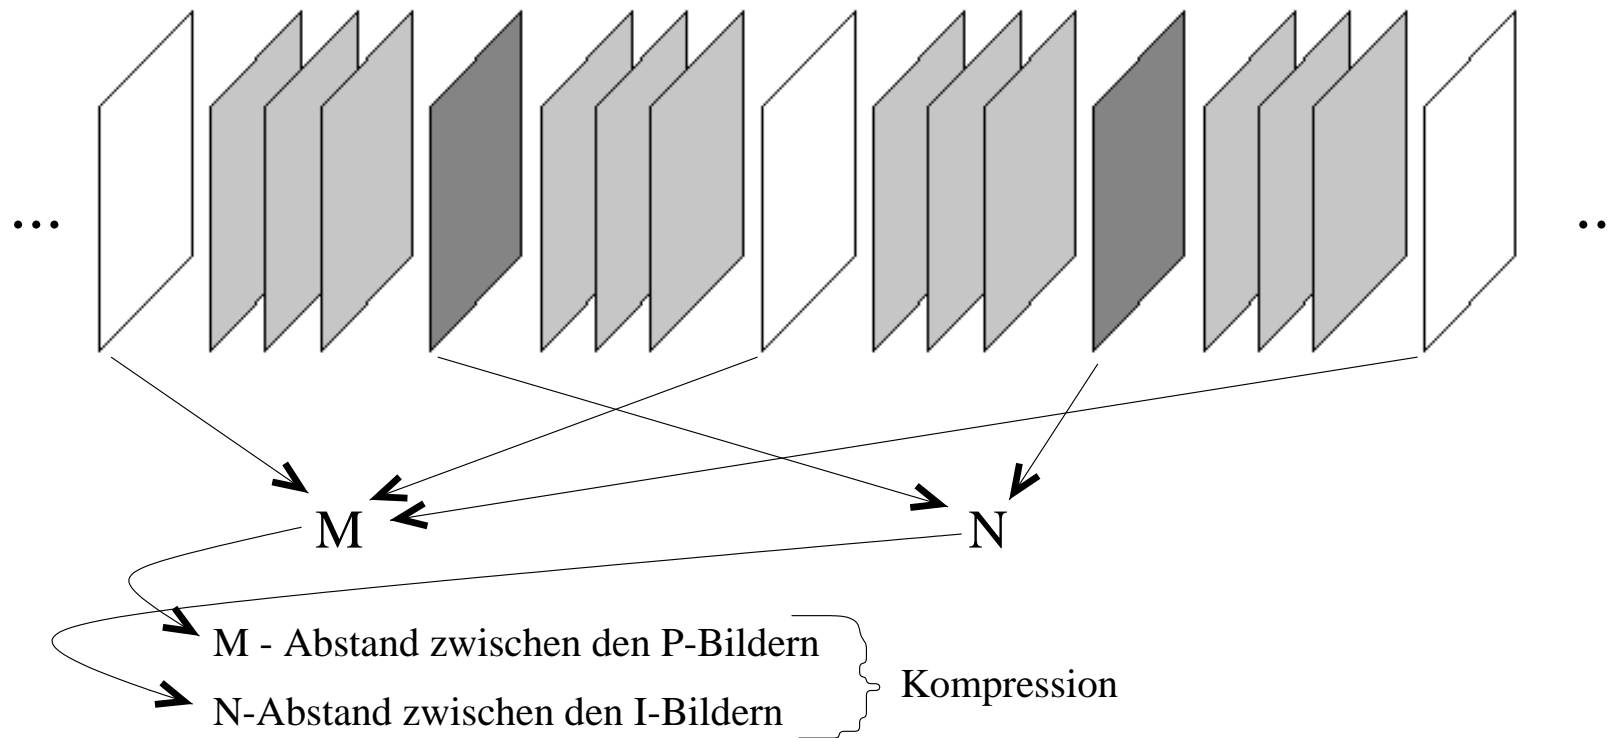 ... ..
M N
M - Abstand zwischen den P-Bildern
Kompression
N-Abstand zwischen den I-Bildern